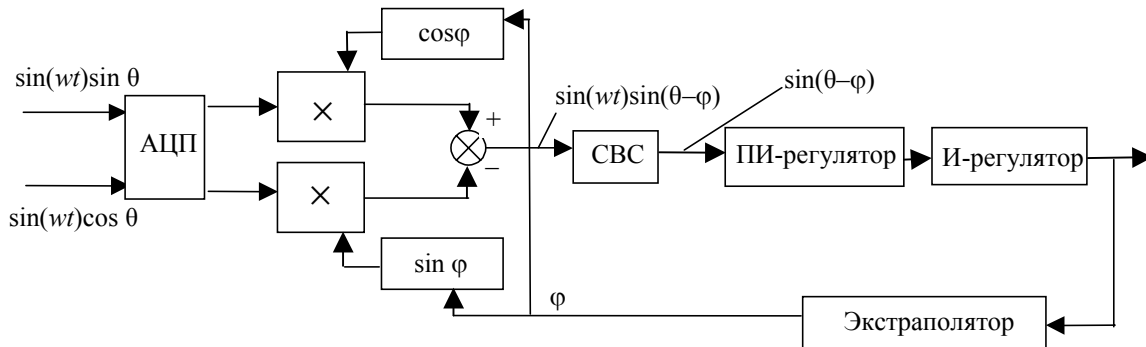 cosφ
sin(wt)sin θ
АЦП
sin(wt)cos θ
×
×
+
−
sin(wt)sin(θ−φ)
sin(θ−φ)
СВС
ПИ-регулятор
И-регулятор
sin φ
φ
Экстраполятор